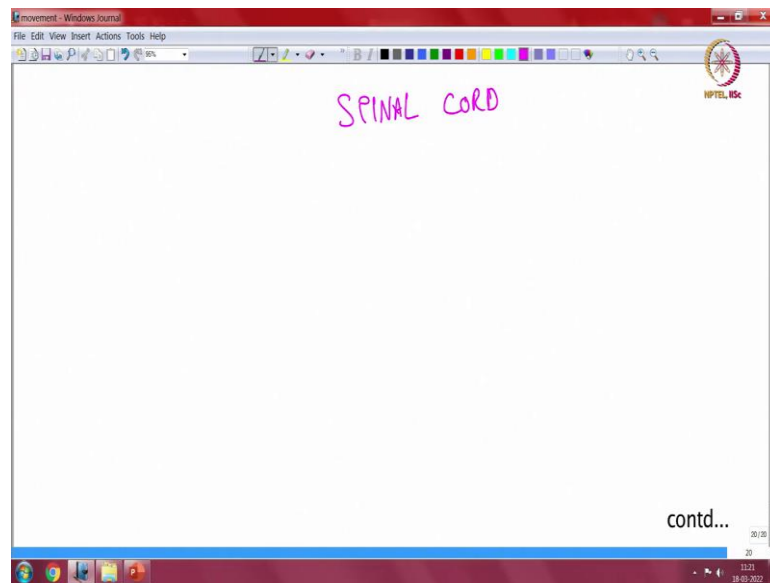 movement - Windows Journal
File Edit View Insert Actions Tools Help
96%
B I
NPTEL, IISc
SPINAL CORD
contd...
20/20
20
11:21
18-03-2022